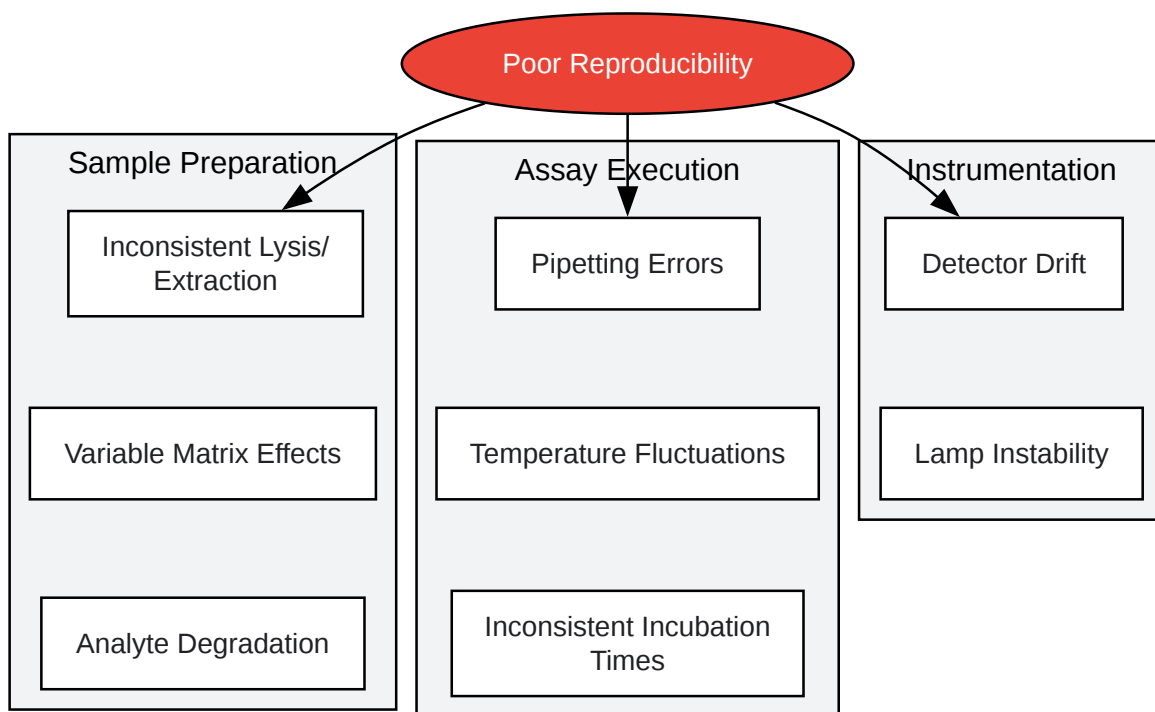 Poor Reproducibility
Sample Preparation
Inconsistent Lysis/
Extraction
Variable Matrix Effects
Analyte Degradation
Assay Execution
Pipetting Errors
Temperature Fluctuations
Inconsistent Incubation
Times
Instrumentation
Detector Drift
Lamp Instability